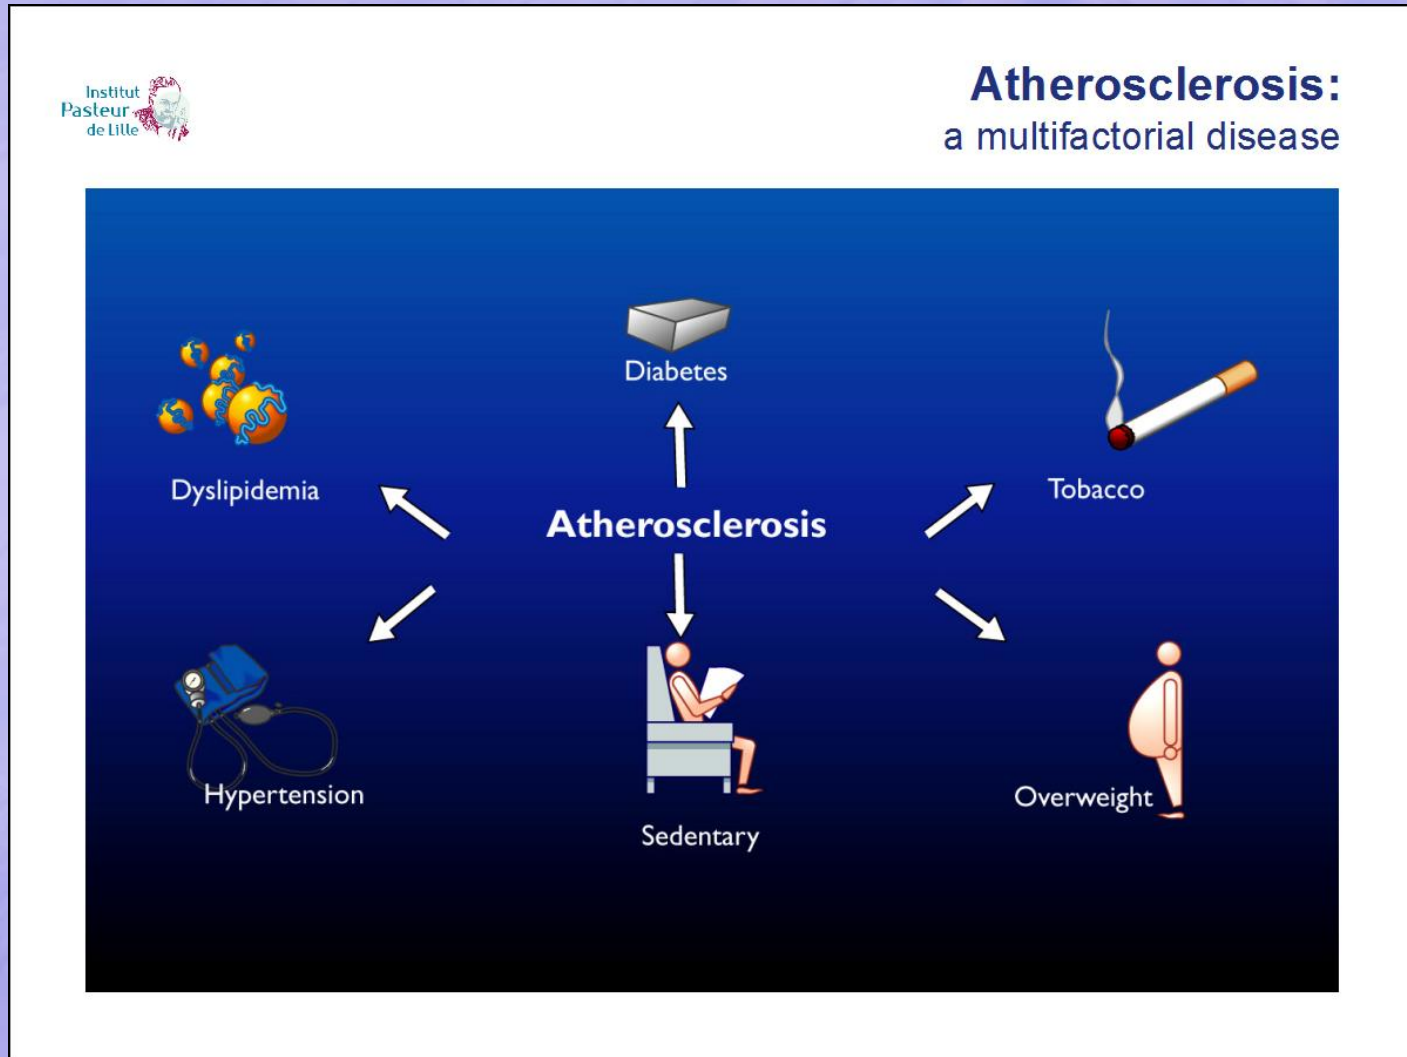 Institut
Pasteur
de Lille
Atherosclerosis:
a multifactorial disease
Diabetes
Dyslipidemia
Tobacco
Atherosclerosis
Hypertension
Overweight
Sedentary